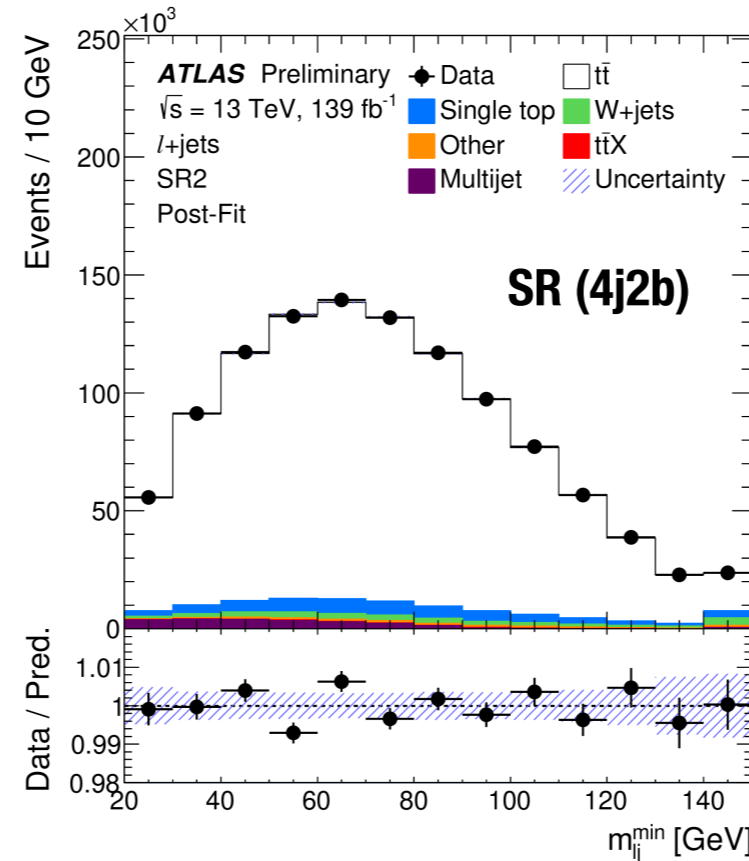 ×10³
Events / 10 GeV
250
200
150
100
50
0
ATLAS Preliminary
√s = 13 TeV, 139 fb⁻¹
l+jets
SR2
Post-Fit
Data
tt̄
Single top
W+jets
Other
tt̄X
Multijet
Uncertainty
SR (4j2b)
Data / Pred.
1.01
1
0.99
0.98
20 40 60 80 100 120 140
m_lj^min [GeV]